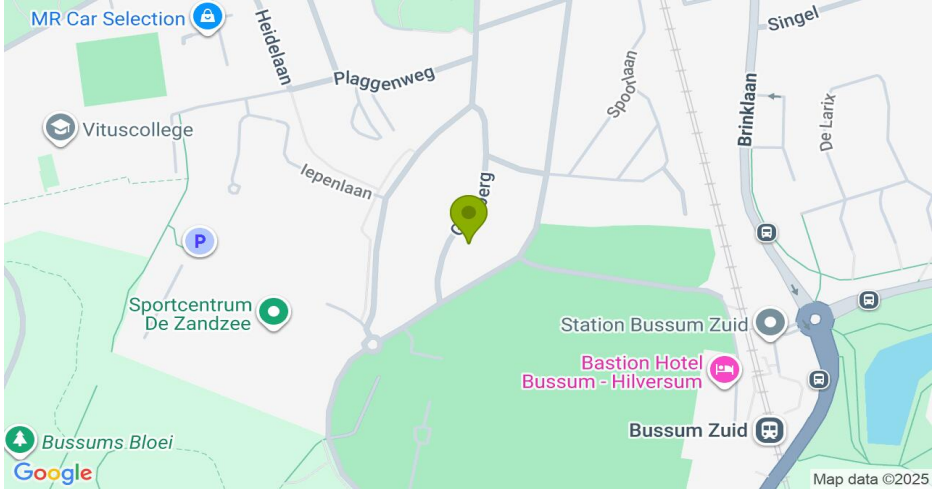 MR Car Selection
Heidelaan
Plaggenweg
Singel
Spoorlaan
Brinklaan
De Larix
Vituscollege
Iepenlaan
P
Sportcentrum
De Zandzee
Station Bussum Zuid
Bastion Hotel
Bussum - Hilversum
Bussum Zuid
Bussums Bloei
Google
Map data ©2025